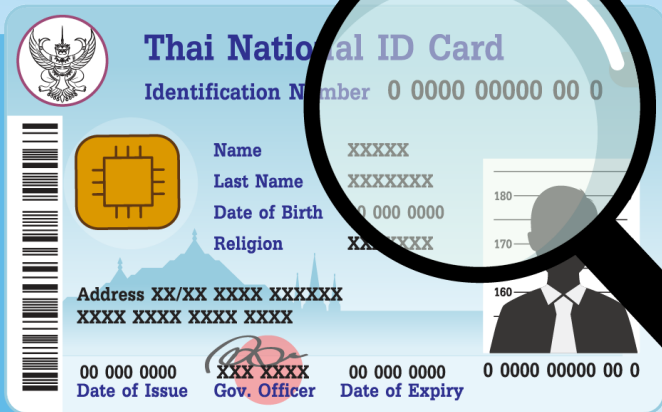 Thai National ID Card
Identification Number 0 0000 00000 00 0
Name XXXXX
Last Name XXXXXXX
Date of Birth 00 000 0000
Religion XXXXXXX
180
170
160
Address XX/XX XXXX XXXXXX
XXXX XXXX XXXX XXXX
00 000 0000
Date of Issue
XXX XXXX
Gov. Officer
00 000 0000
Date of Expiry
0 0000 00000 00 0